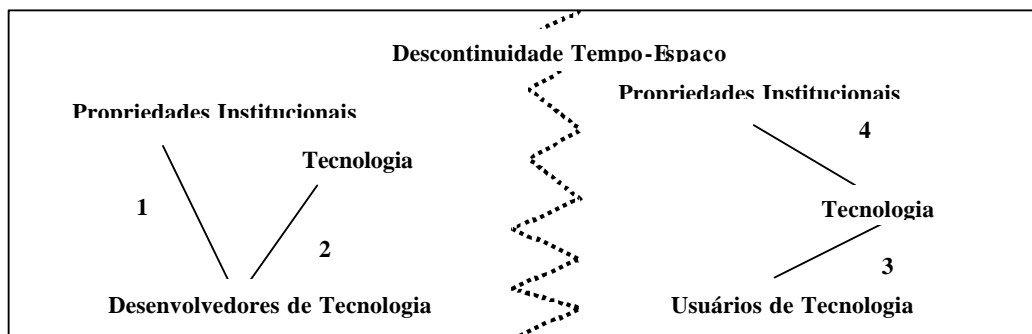 Descontinuidade Tempo-Espaco
Propriedades Institucionais
Tecnologia
1
2
Desenvolvedores de Tecnologia
Propriedades Institucionais
4
Tecnologia
3
Usuários de Tecnologia